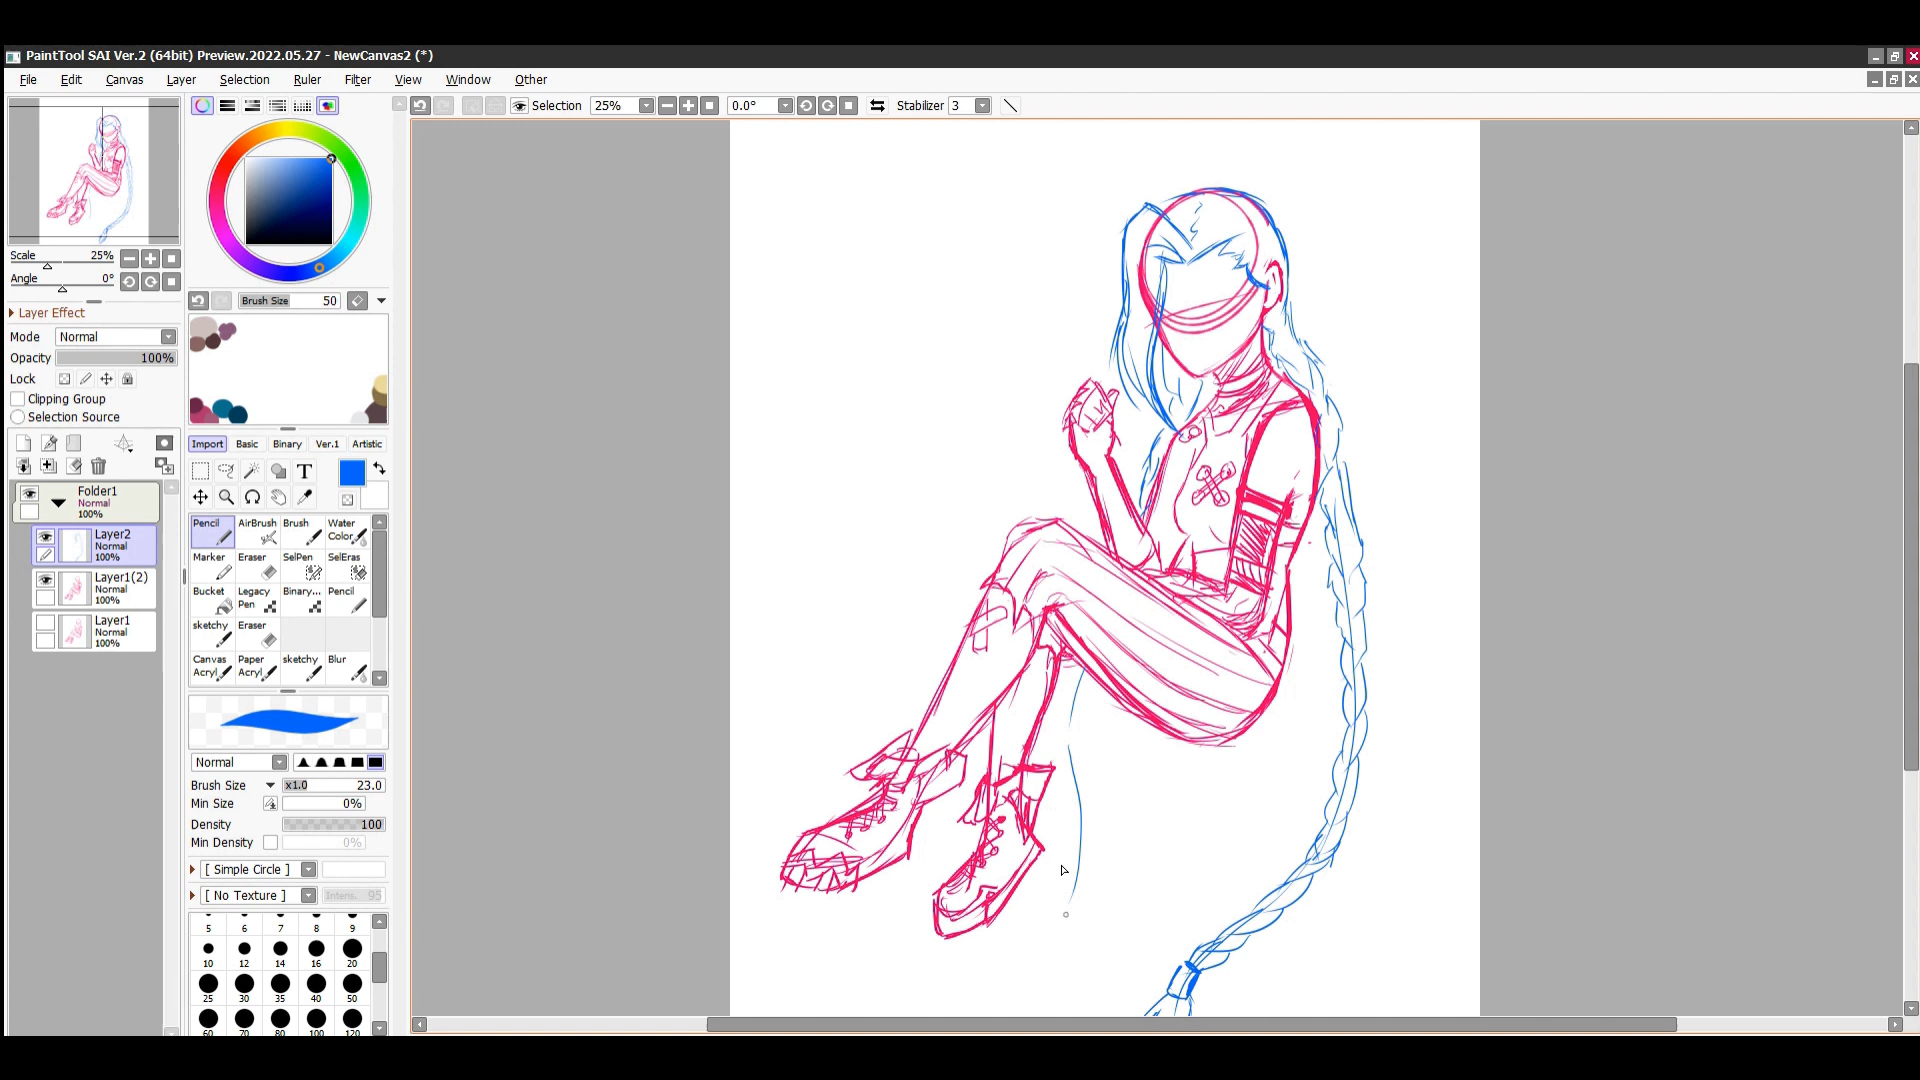 PaintTool SAI Ver.2 (64bit) Preview.2022.05.27 - NewCanvas2 (*)
File Edit Canvas Layer Selection Ruler Filter View Window Other
Selection 25% 0.0° Stabilizer 3
Scale 25%
Angle 0°
Layer Effect
Mode Normal
Opacity 100%
Lock
Clipping Group
Selection Source
Folder1
Normal
100%
Layer2
Normal
100%
Layer1(2)
Normal
100%
Layer1
Normal
100%
Brush Size 50
Import Basic Binary Ver.1 Artistic
T
Pencil AirBrush Brush Water Color
Marker Eraser SelPen SelEras
Bucket Legacy Pen Binary... Pencil
sketchy Eraser
Canvas Acryl Paper Acryl sketchy Blur
Normal
Brush Size x1.0 23.0
Min Size 0%
Density 100
Min Density 0%
[ Simple Circle ]
[ No Texture ] Intens. 95
5 6 7 8 9
10 12 14 16 20
25 30 35 40 50
60 70 80 100 120